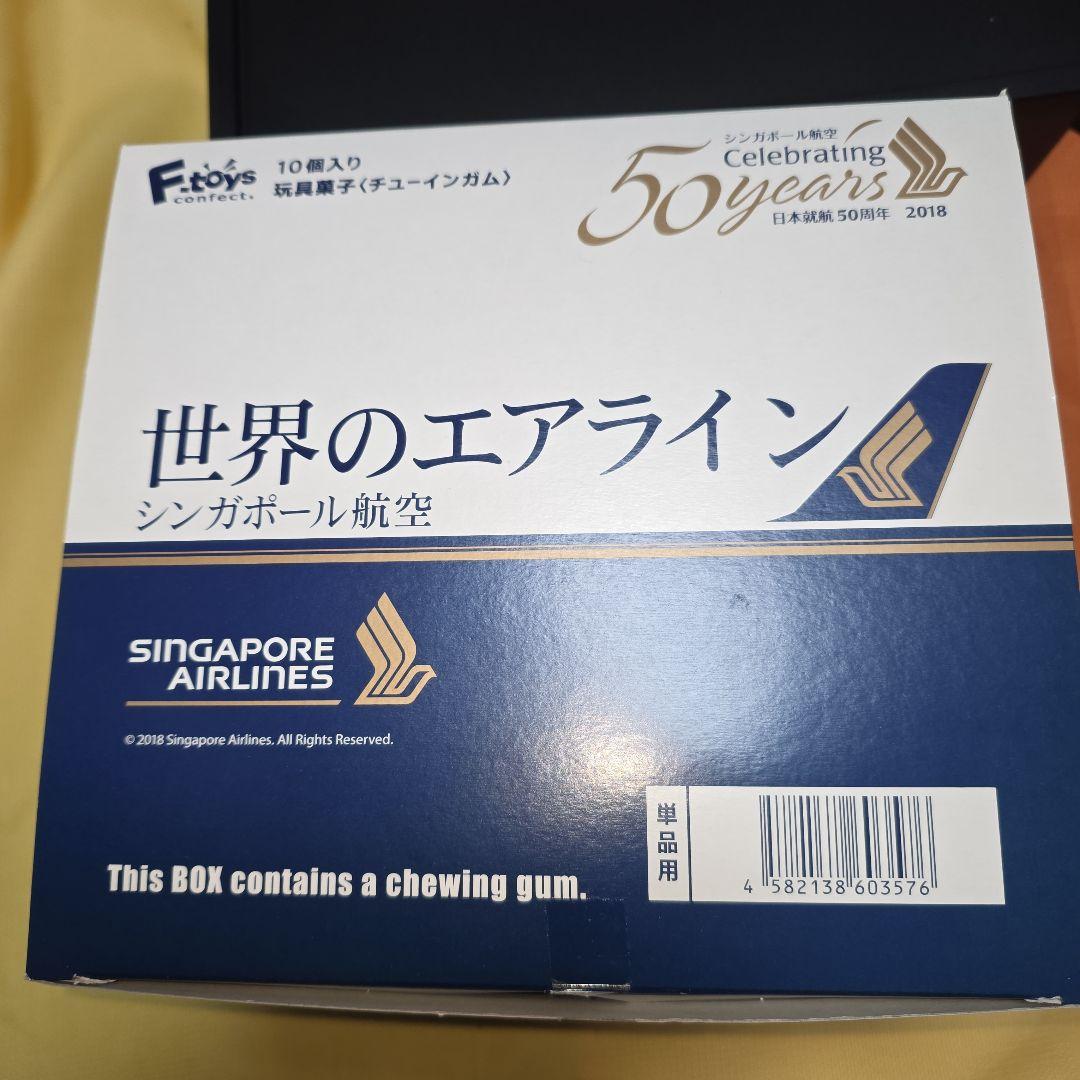 F-toys
confect.
10個入り
玩具菓子〈チューインガム〉
シンガポール航空
Celebrating
50 years
日本就航50周年 2018
世界のエアライン
シンガポール航空
SINGAPORE
AIRLINES
© 2018 Singapore Airlines. All Rights Reserved.
This BOX contains a chewing gum.
単品用
4 582138 603576